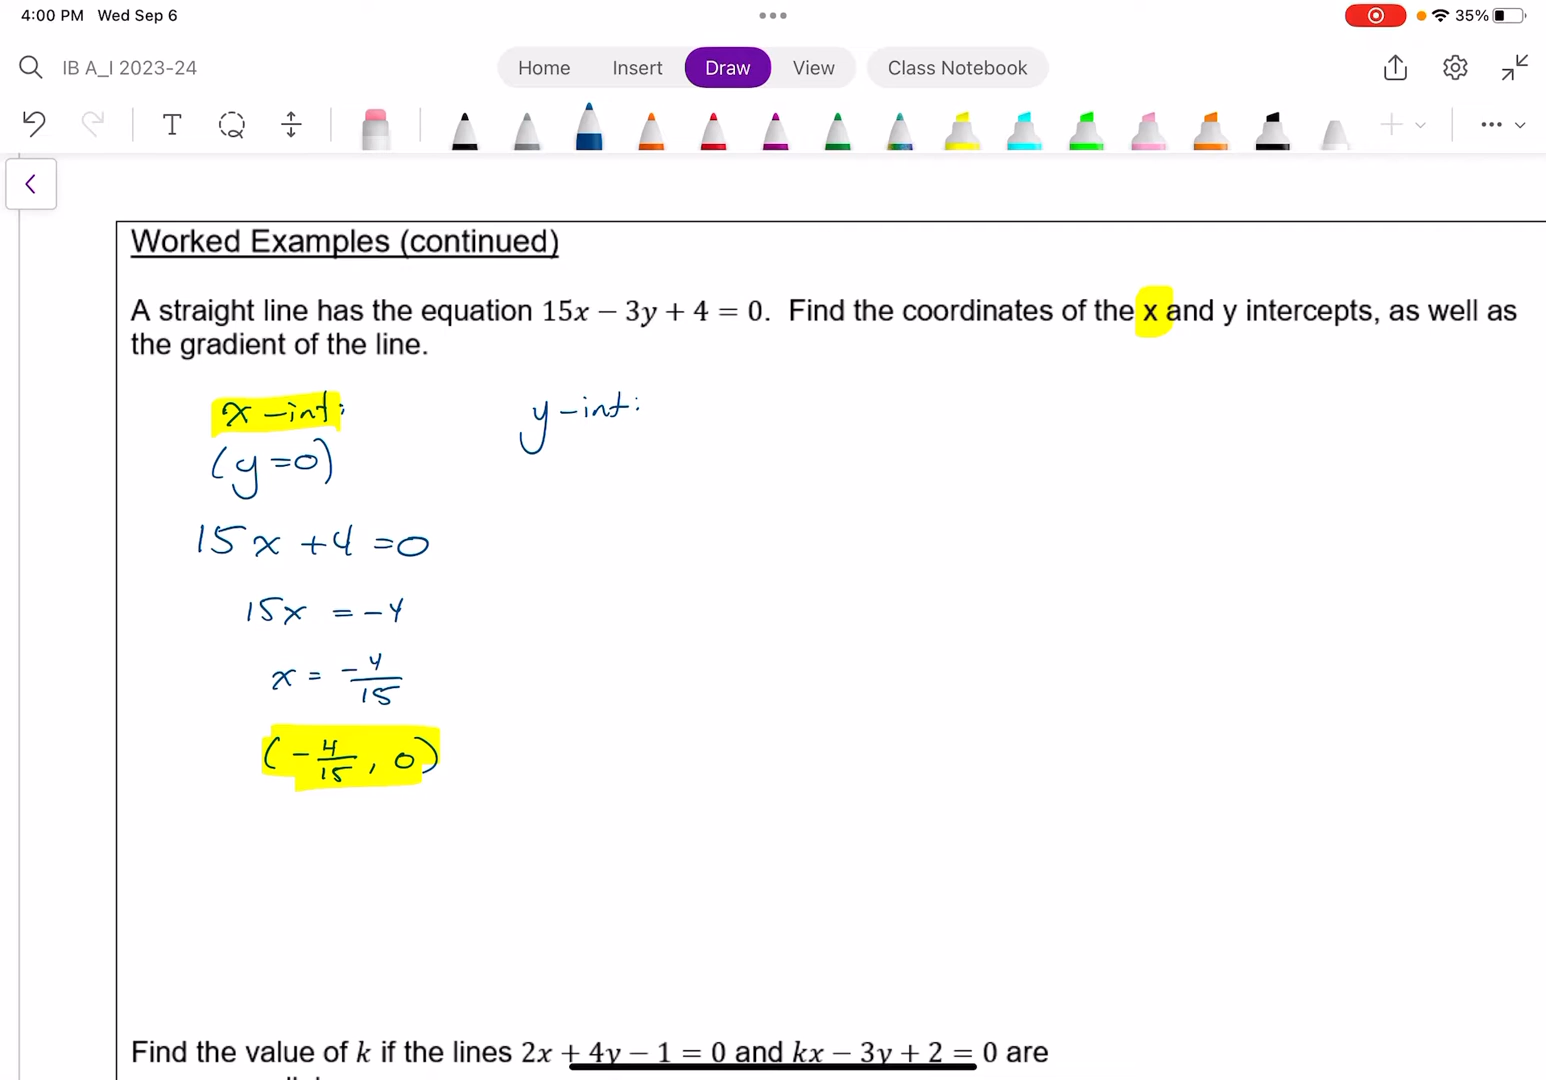 4:00 PM Wed Sep 6
35%
IB A_I 2023-24
Home Insert Draw View Class Notebook
T
Worked Examples (continued)
A straight line has the equation 15x − 3y + 4 = 0. Find the coordinates of the x and y intercepts, as well as
the gradient of the line.
x-int: y-int:
(y=0)
15x +4 =0
15x = -4
x = -4/15
(-4/15, 0)
Find the value of k if the lines 2x + 4y − 1 = 0 and kx − 3y + 2 = 0 are